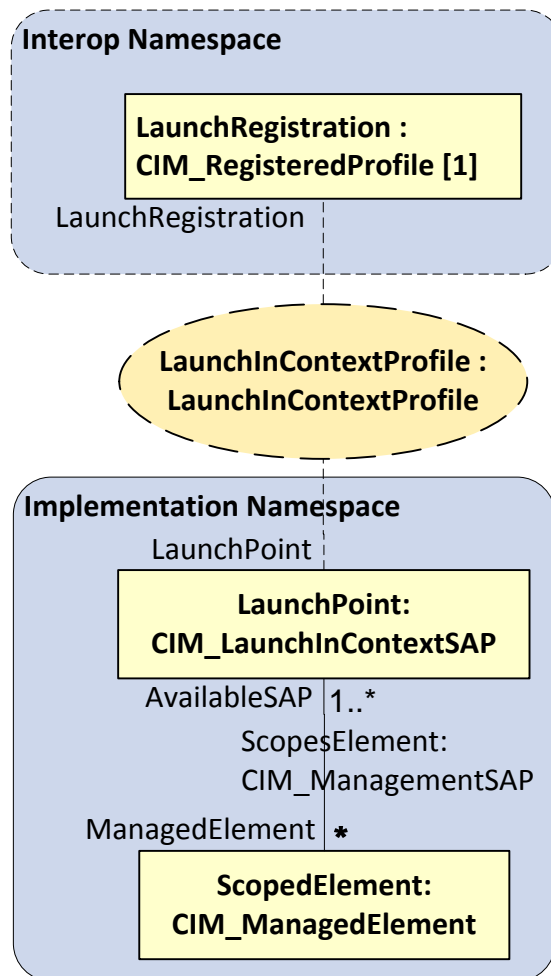 Interop Namespace
LaunchRegistration :
CIM_RegisteredProfile [1]
LaunchRegistration
LaunchInContextProfile :
LaunchInContextProfile
Implementation Namespace
LaunchPoint
LaunchPoint:
CIM_LaunchInContextSAP
AvailableSAP 1..*
ScopesElement:
CIM_ManagementSAP
ManagedElement *
ScopedElement:
CIM_ManagedElement